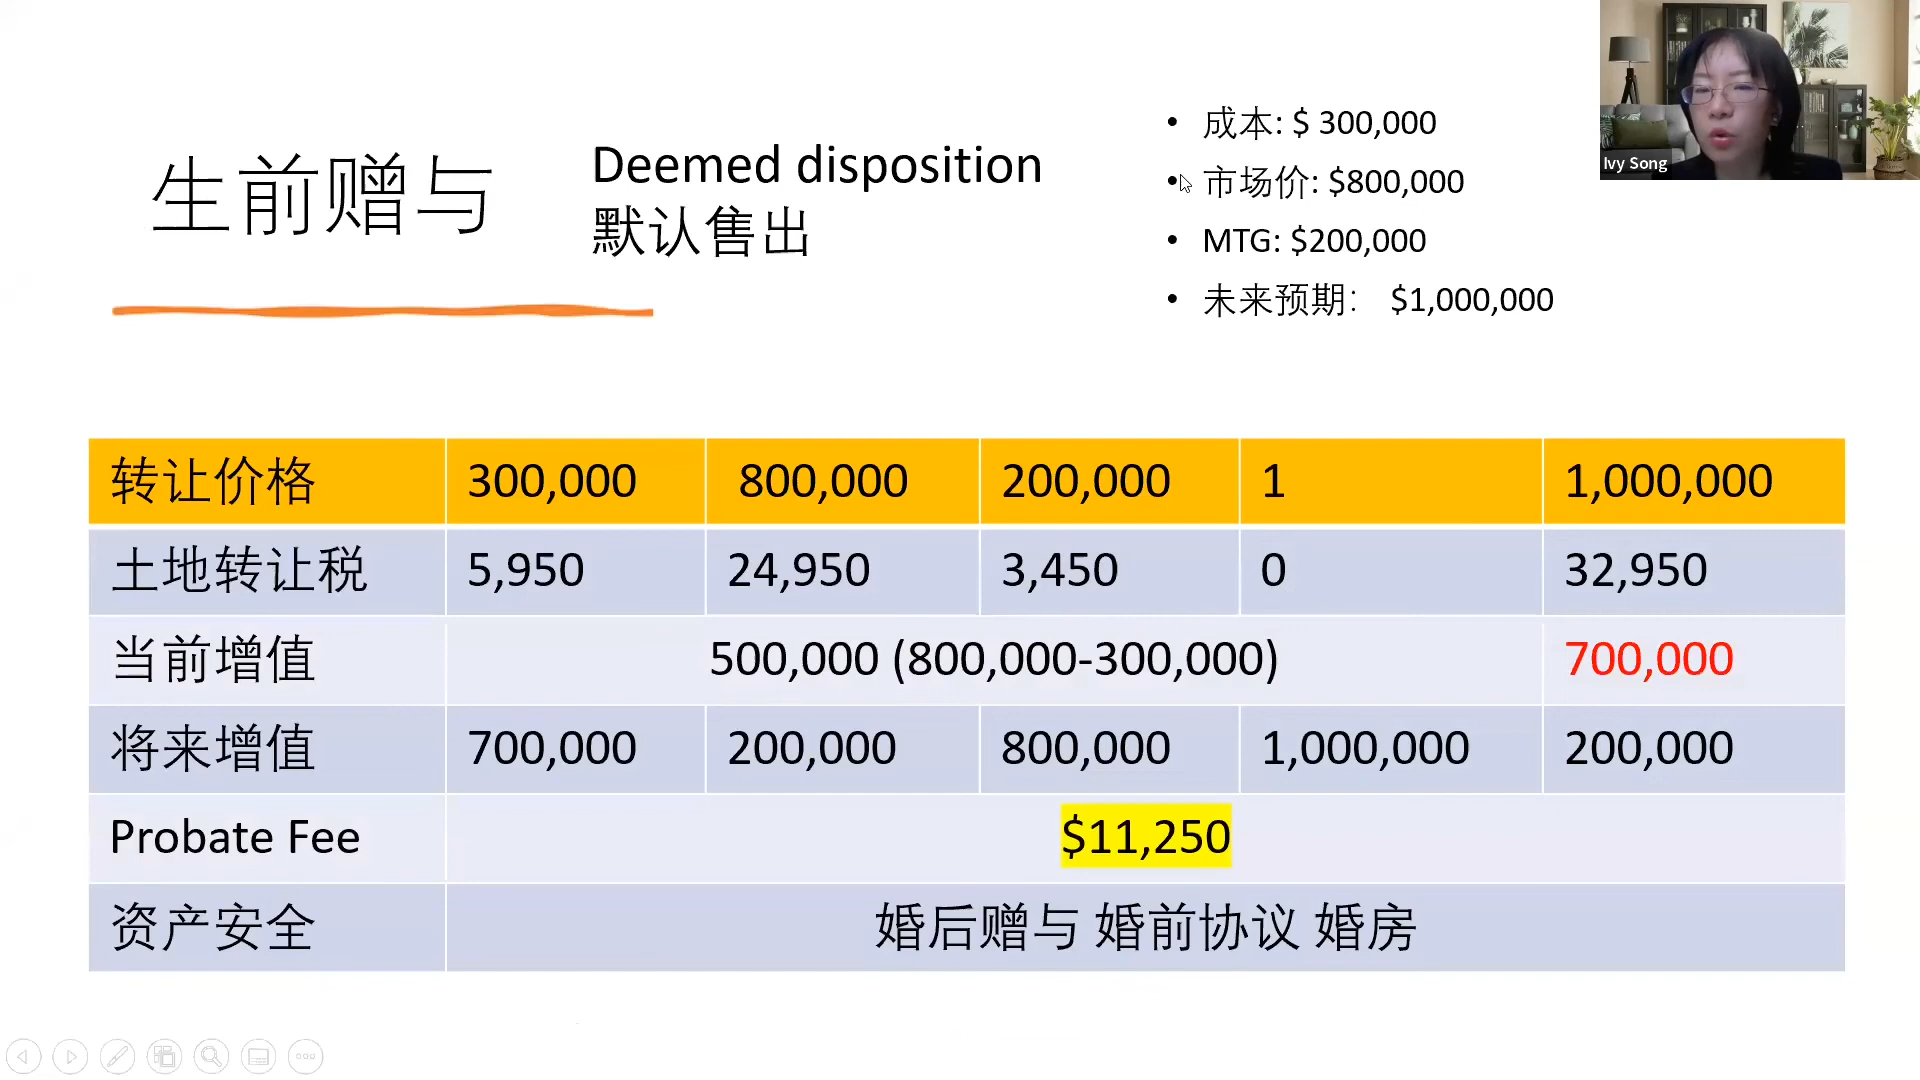 生前赠与
Deemed disposition
默认售出
• 成本: $ 300,000
• 市场价: $800,000
• MTG: $200,000
• 未来预期： $1,000,000
Ivy Song
转让价格 300,000 800,000 200,000 1 1,000,000
土地转让税 5,950 24,950 3,450 0 32,950
当前增值 500,000 (800,000-300,000) 700,000
将来增值 700,000 200,000 800,000 1,000,000 200,000
Probate Fee $11,250
资产安全 婚后赠与 婚前协议 婚房